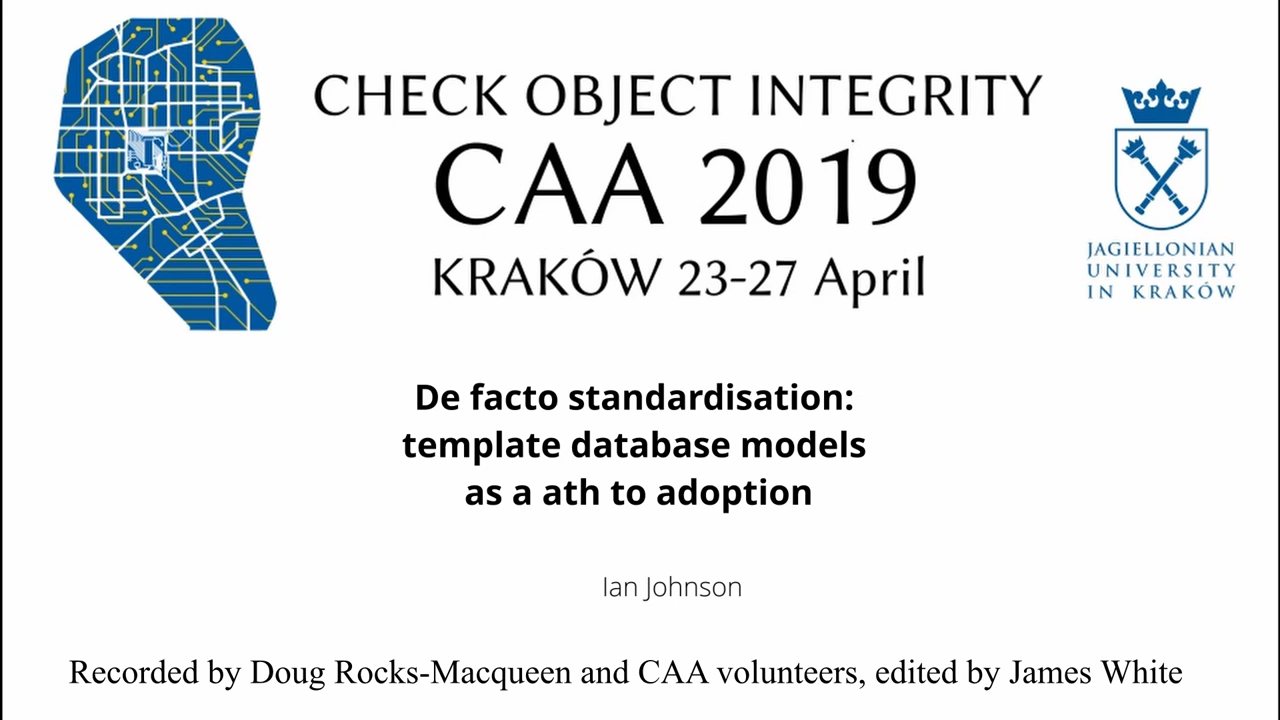 CHECK OBJECT INTEGRITY
CAA 2019
KRAKÓW 23-27 April
JAGIELLONIAN
UNIVERSITY
IN KRAKÓW
De facto standardisation:
template database models
as a ath to adoption
Ian Johnson
Recorded by Doug Rocks-Macqueen and CAA volunteers, edited by James White